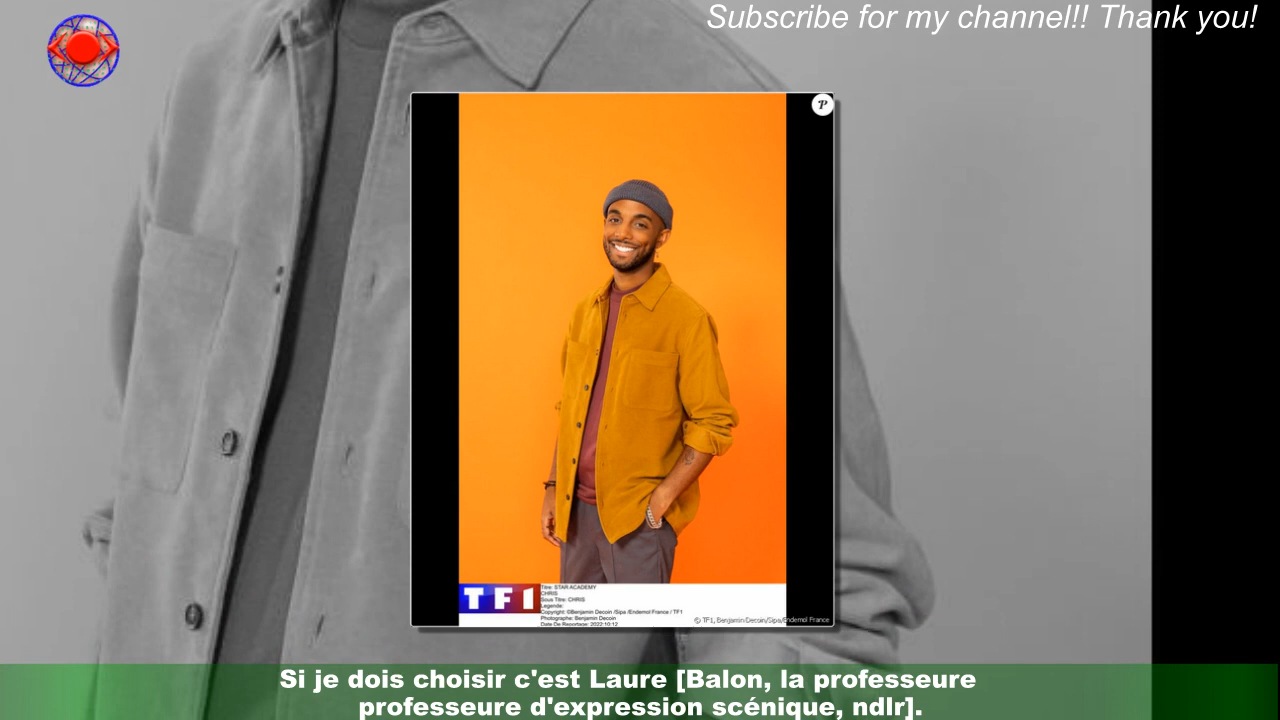 Subscribe for my channel!! Thank you!
P
TF1
Titre: STAR ACADEMY
CHRIS
Sous Titre: CHRIS
Legende:
Copyright: ©Benjamin Decoin /Sipa /Endemol France / TF1
Photographe: Benjamin Decoin
Date De Reportage: 2022:10:12
© TF1, Benjamin Decoin/Sipa/Endemol France
Si je dois choisir c'est Laure [Balon, la professeure
professeure d'expression scénique, ndlr].